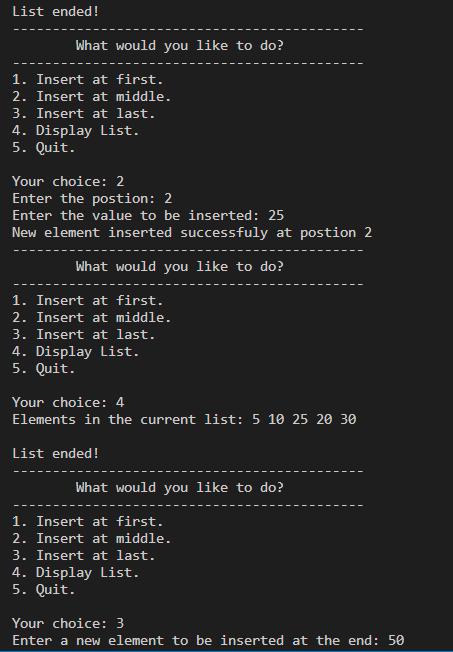 List ended!
--------------------------------------------
What would you like to do?
--------------------------------------------
1. Insert at first.
2. Insert at middle.
3. Insert at last.
4. Display List.
5. Quit.
Your choice: 2
Enter the postion: 2
Enter the value to be inserted: 25
New element inserted successfuly at postion 2
--------------------------------------------
What would you like to do?
--------------------------------------------
1. Insert at first.
2. Insert at middle.
3. Insert at last.
4. Display List.
5. Quit.
Your choice: 4
Elements in the current list: 5 10 25 20 30
List ended!
--------------------------------------------
What would you like to do?
--------------------------------------------
1. Insert at first.
2. Insert at middle.
3. Insert at last.
4. Display List.
5. Quit.
Your choice: 3
Enter a new element to be inserted at the end: 50